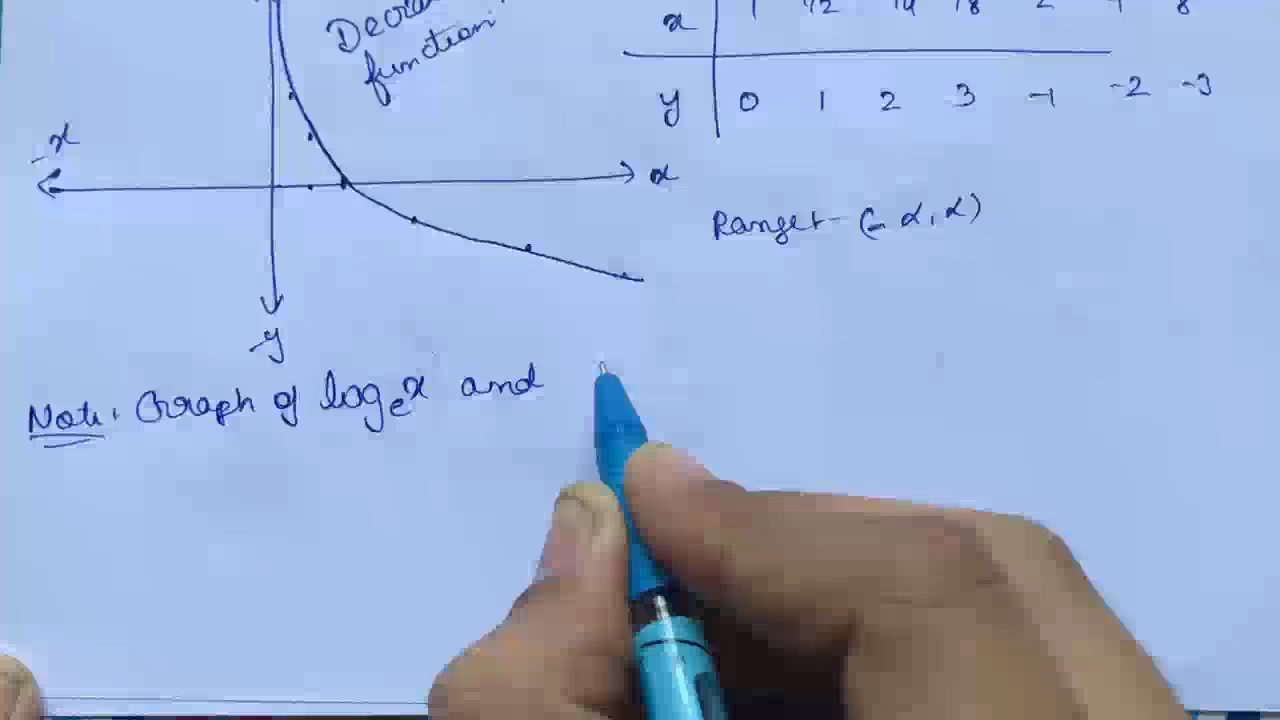 function
x 1 1/2 1/4 1/8 2 4 8
y 0 1 2 3 -1 -2 -3
-x
x
Range:- (-α, α)
-y
Note: Graph of logₑx and